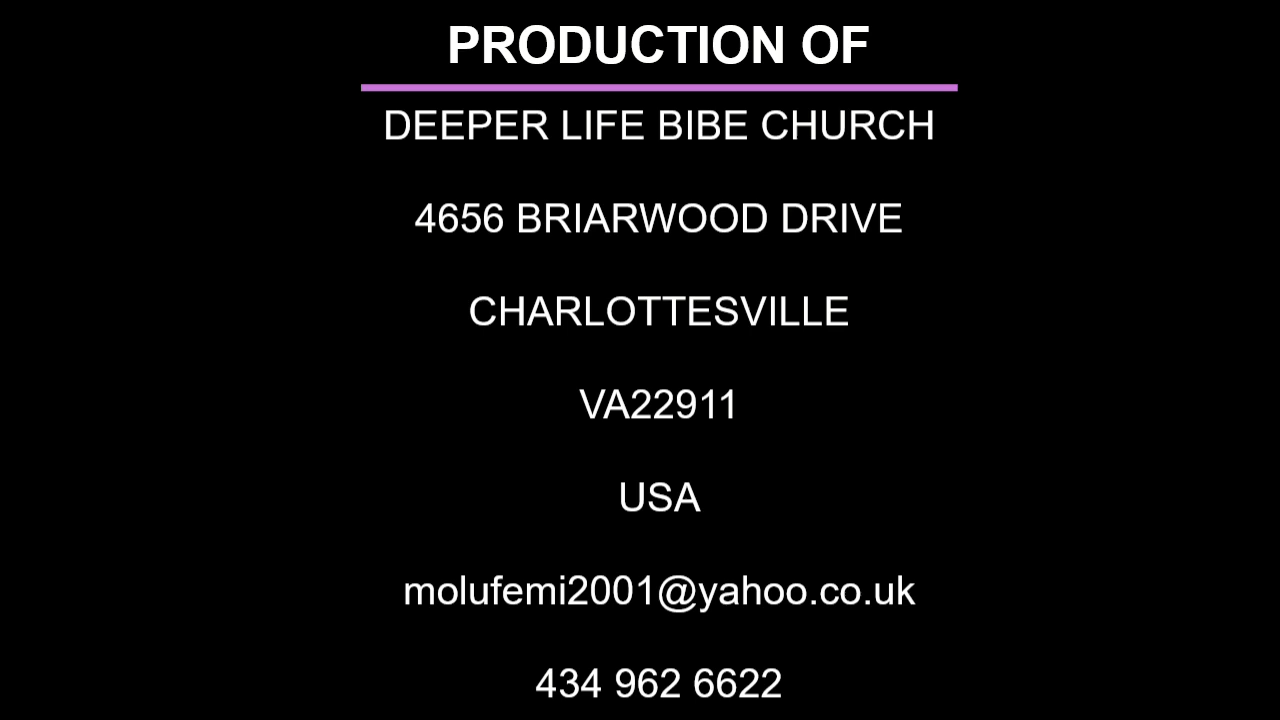 PRODUCTION OF
DEEPER LIFE BIBE CHURCH
4656 BRIARWOOD DRIVE
CHARLOTTESVILLE
VA22911
USA
molufemi2001@yahoo.co.uk
434 962 6622